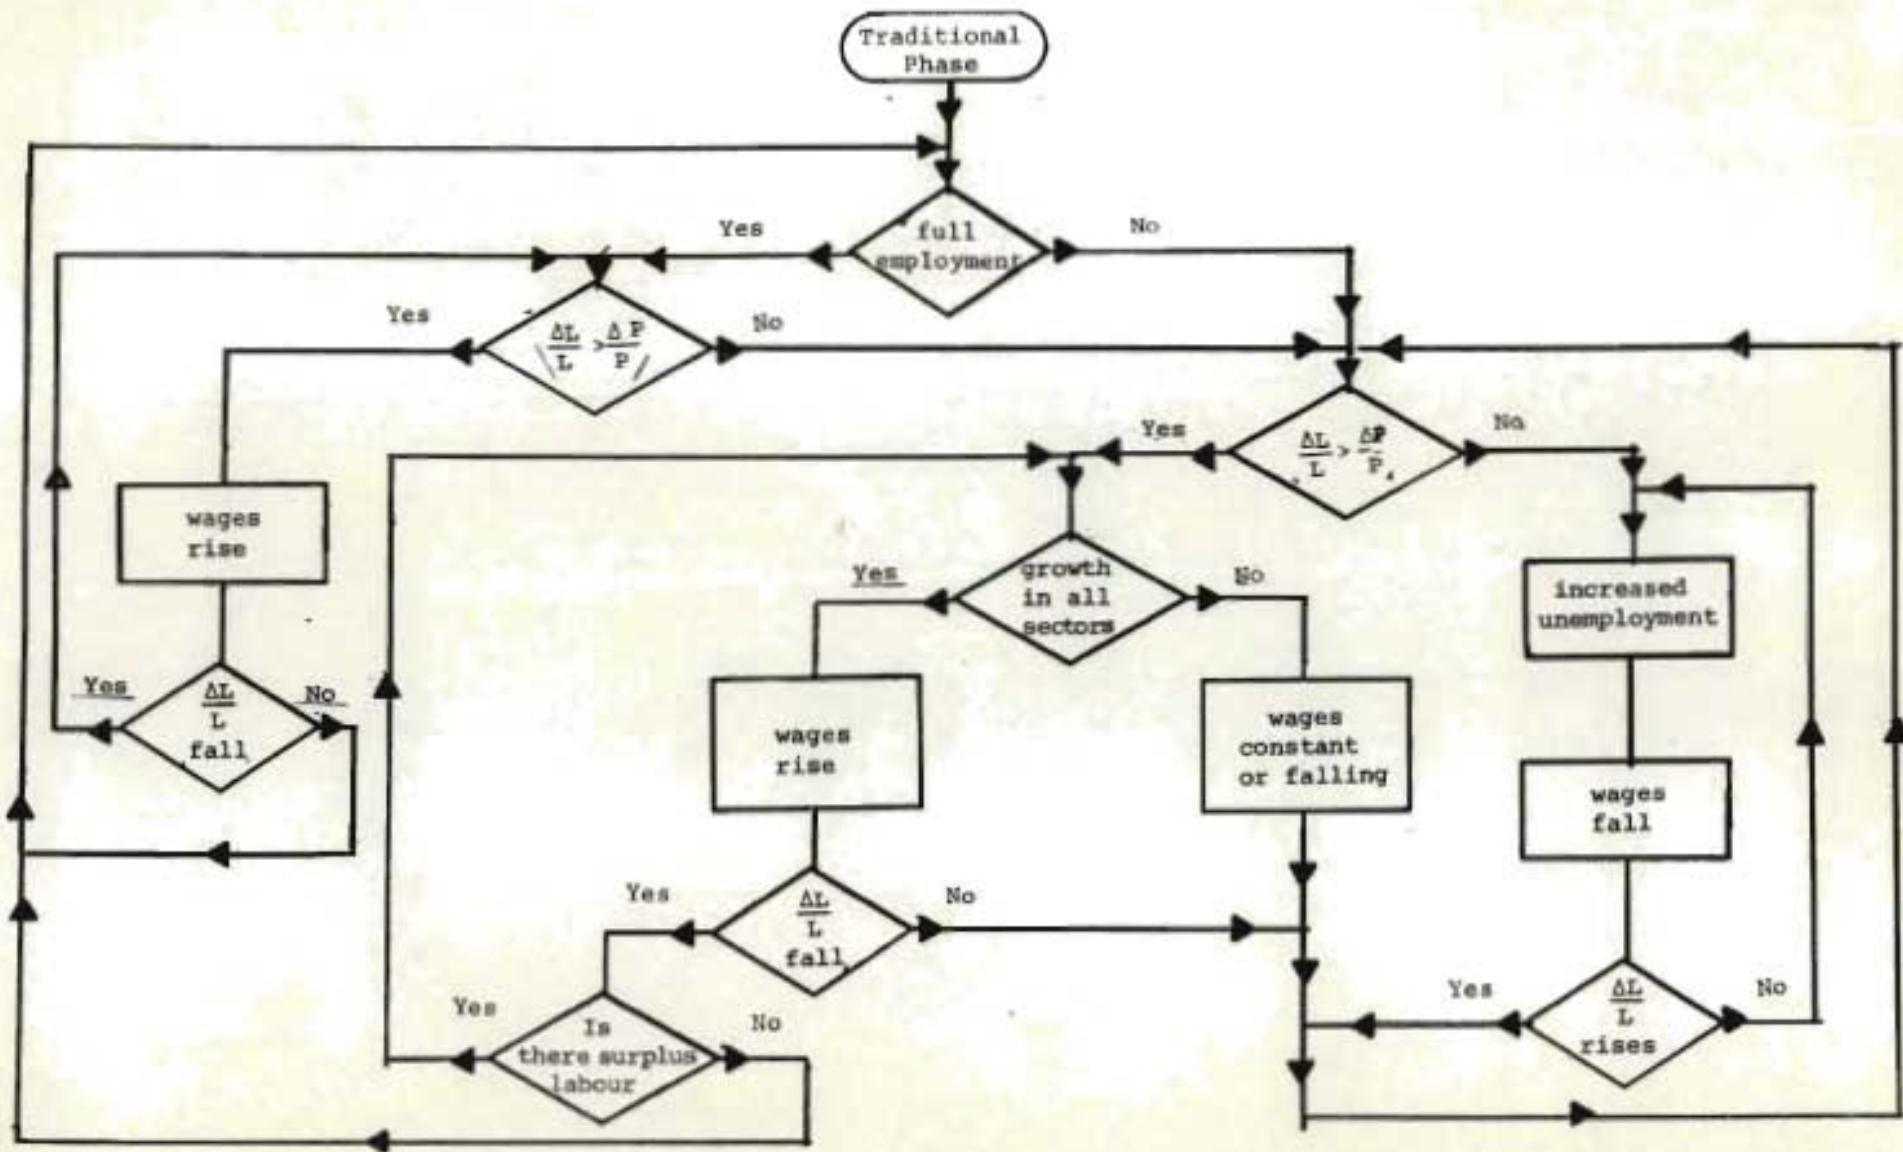 Traditional
Phase
full
employment
Yes
No
ΔL/L > ΔP/P
Yes
No
ΔL/L > ΔP/P
Yes
No
wages
rise
growth
in all
sectors
Yes
No
increased
unemployment
ΔL/L
fall
Yes
No
wages
rise
wages
constant
or falling
wages
fall
ΔL/L
fall
Yes
No
ΔL/L
rises
Yes
No
Is
there surplus
labour
Yes
No